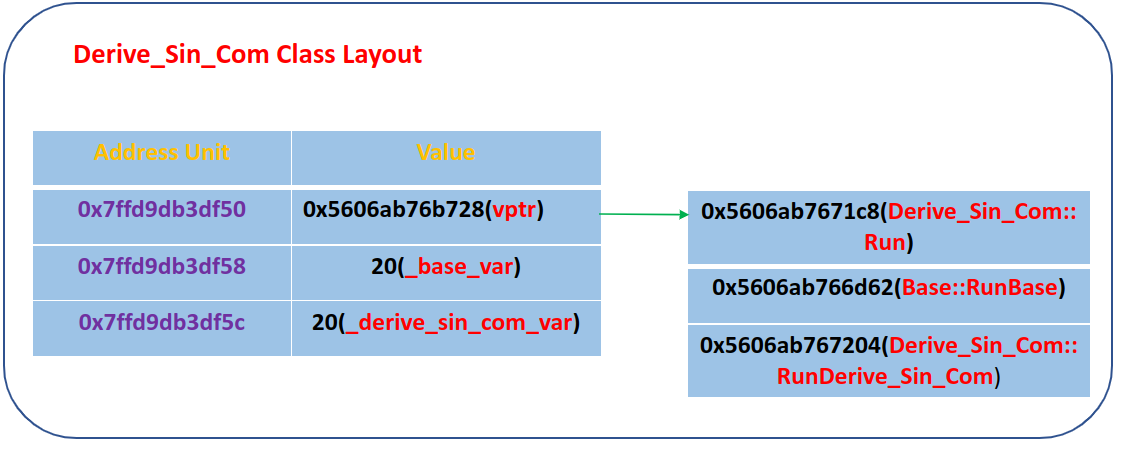 Derive_Sin_Com Class Layout
Address Unit Value
0x7ffd9db3df50 0x5606ab76b728(vptr)
0x7ffd9db3df58 20(_base_var)
0x7ffd9db3df5c 20(_derive_sin_com_var)
0x5606ab7671c8(Derive_Sin_Com::
Run)
0x5606ab766d62(Base::RunBase)
0x5606ab767204(Derive_Sin_Com::
RunDerive_Sin_Com)